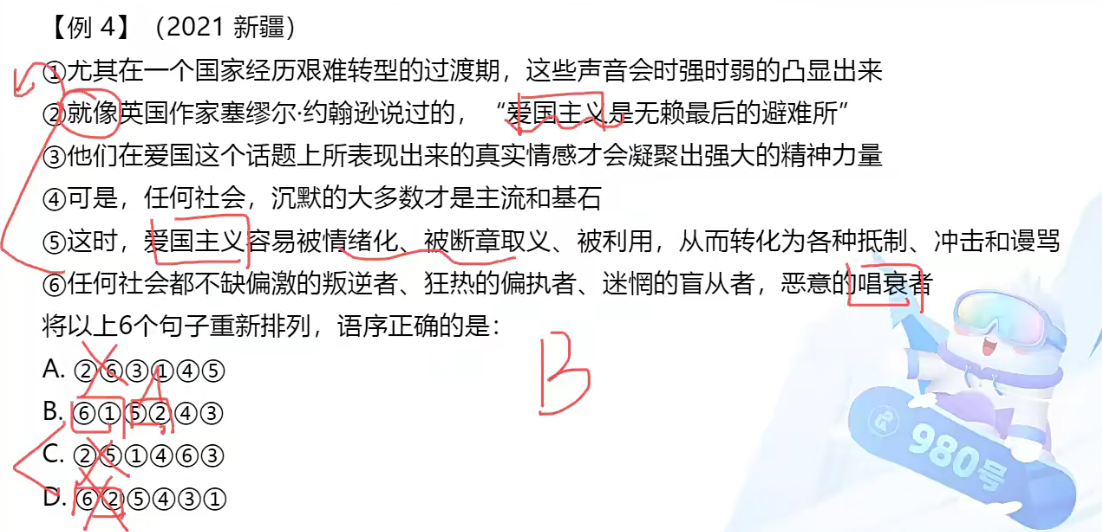 【例 4】（2021 新疆）
①尤其在一个国家经历艰难转型的过渡期，这些声音会时强时弱的凸显出来
②就像英国作家塞缪尔·约翰逊说过的，“爱国主义是无赖最后的避难所”
③他们在爱国这个话题上所表现出来的真实情感才会凝聚出强大的精神力量
④可是，任何社会，沉默的大多数才是主流和基石
⑤这时，爱国主义容易被情绪化、被断章取义、被利用，从而转化为各种抵制、冲击和谩骂
⑥任何社会都不缺偏激的叛逆者、狂热的偏执者、迷惘的盲从者，恶意的唱衰者
将以上6个句子重新排列，语序正确的是：
A. ②⑥③①④⑤
B. ⑥①⑤②④③
B
C. ②⑤①④⑥③
D. ⑥②⑤④③①
980号